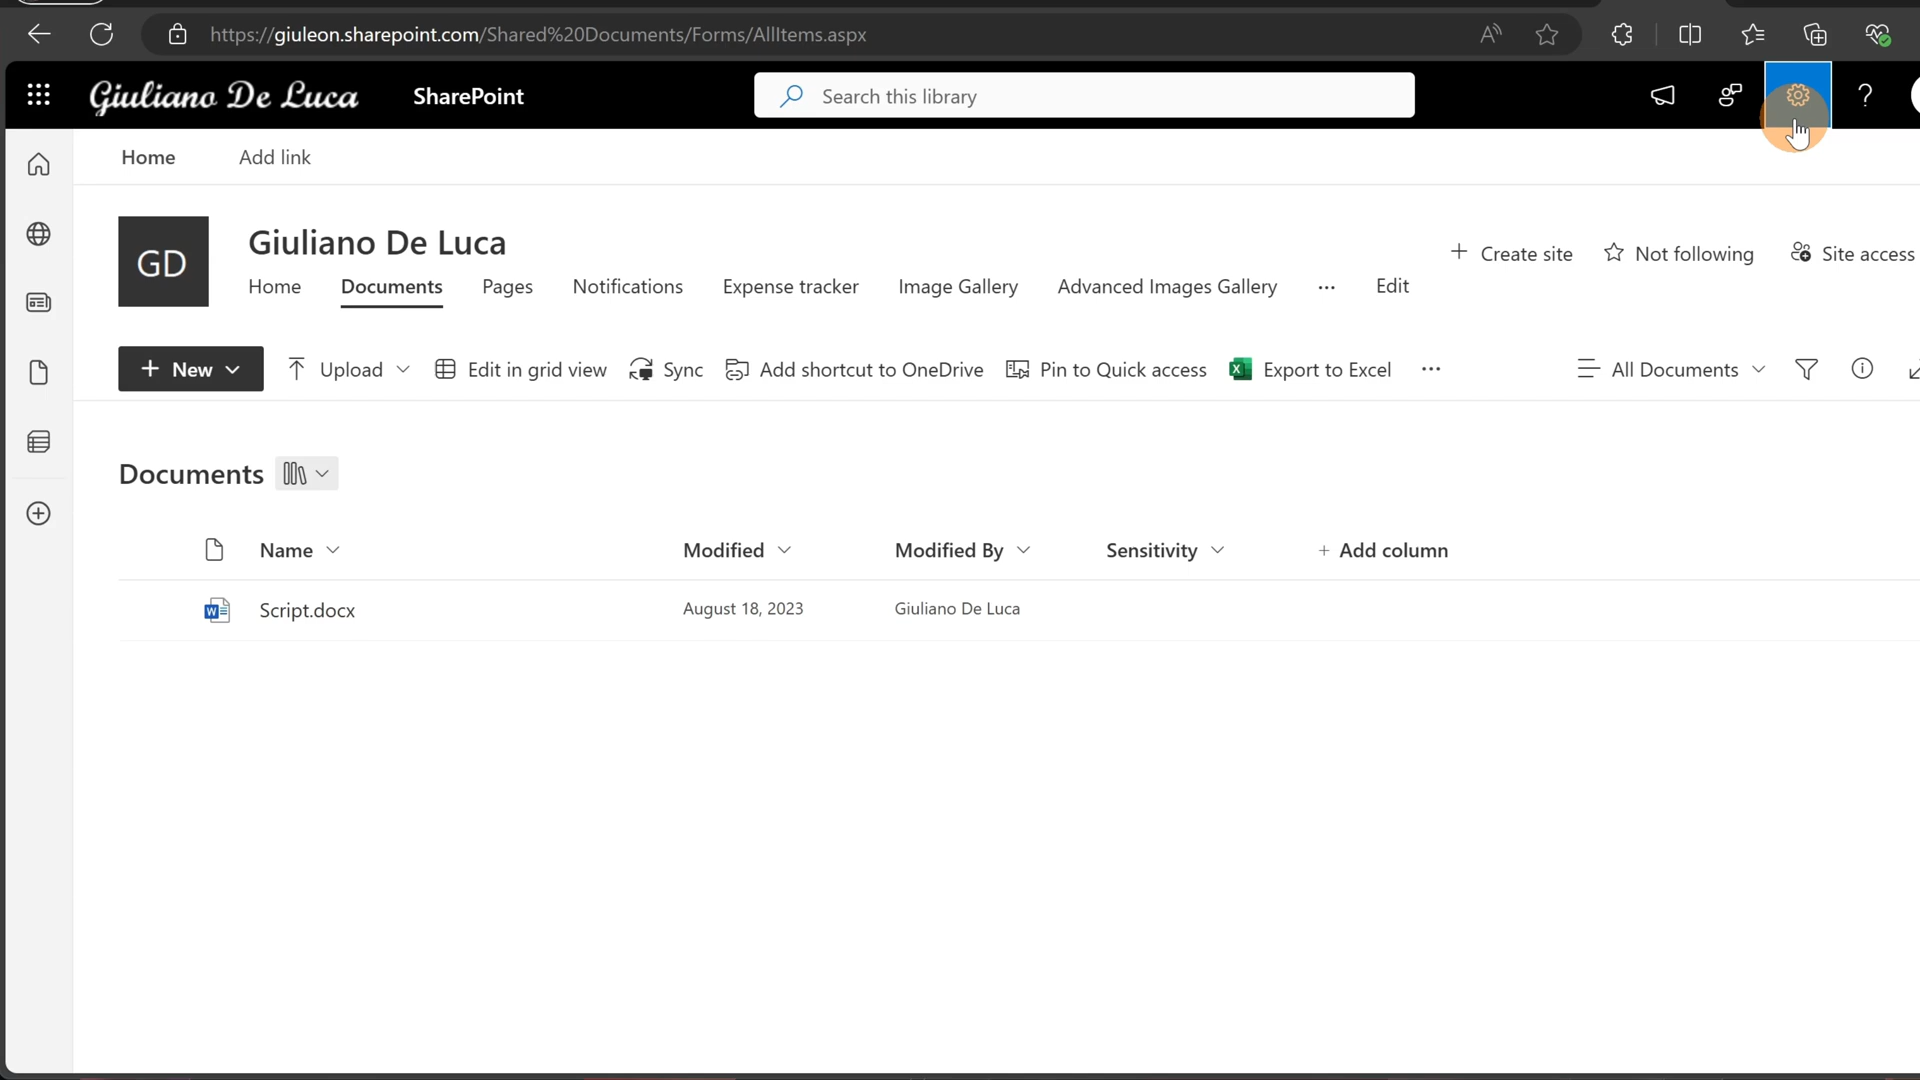 https://giuleon.sharepoint.com/Shared%20Documents/Forms/AllItems.aspx
Giuliano De Luca SharePoint Search this library ?
Home Add link
GD
Giuliano De Luca
+ Create site Not following Site access
Home Documents Pages Notifications Expense tracker Image Gallery Advanced Images Gallery ... Edit
+ New Upload Edit in grid view Sync Add shortcut to OneDrive Pin to Quick access Export to Excel ... All Documents
Documents
Name Modified Modified By Sensitivity + Add column
Script.docx August 18, 2023 Giuliano De Luca